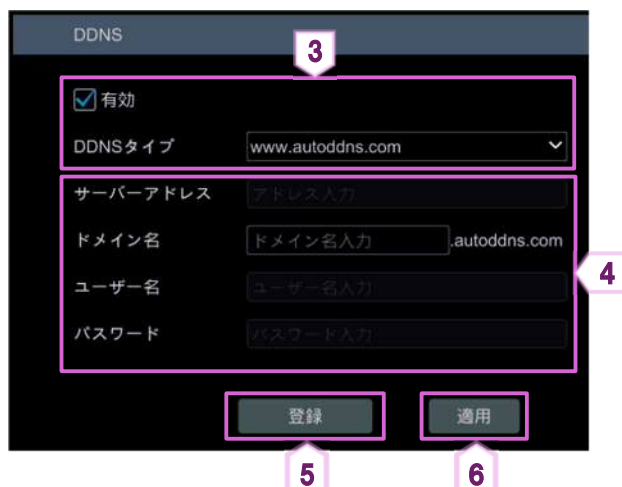 DDNS
3
有効
DDNSタイプ www.autoddns.com
サーバーアドレス アドレス入力
ドメイン名 ドメイン名入力 .autoddns.com
4
ユーザー名 ユーザー名入力
パスワード パスワード入力
登録 適用
5 6